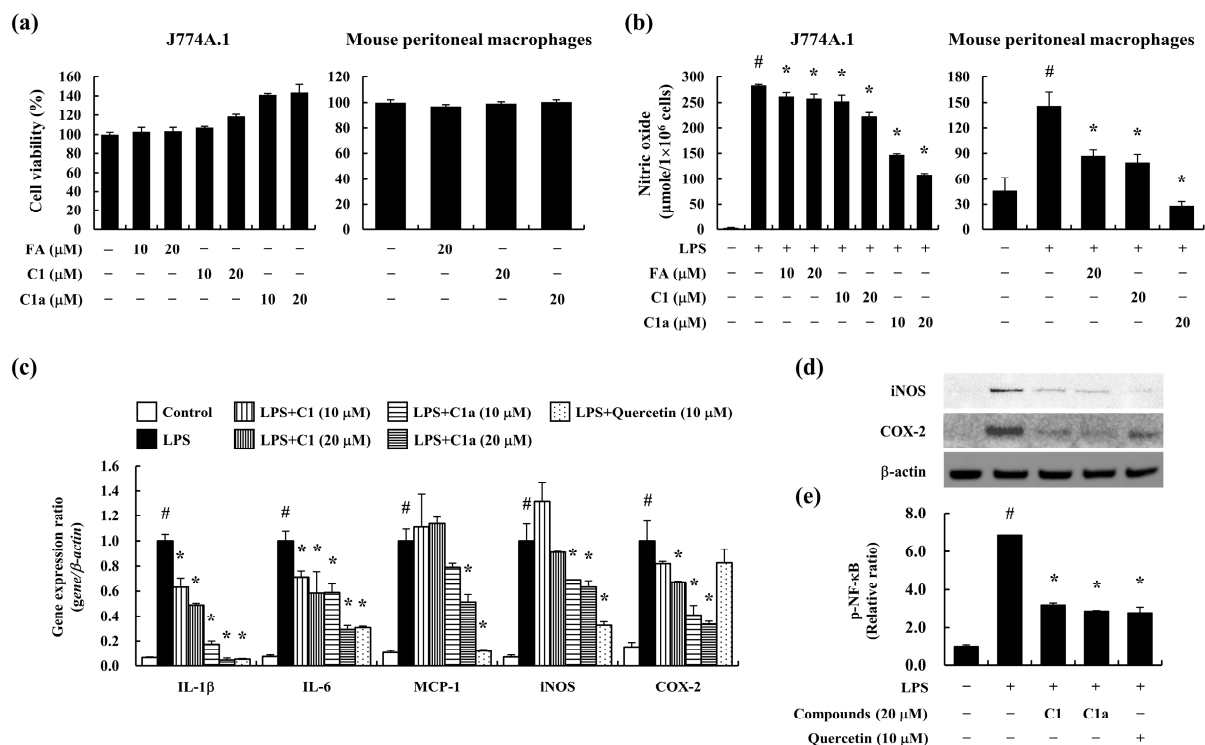 (a)
J774A.1
Mouse peritoneal macrophages
Cell viability (%)
160
140
120
100
80
60
40
20
0
120
100
80
60
40
20
0
FA (μM) – 10 20 – – – – – 20 – –
C1 (μM) – – – 10 20 – – – – 20 –
C1a (μM) – – – – – 10 20 – – – 20
(b)
J774A.1
Mouse peritoneal macrophages
Nitric oxide
(μmole/1×10⁶ cells)
300
250
200
150
100
50
0
# * * * * * *
180
150
120
90
60
30
0
# * * *
LPS – + + + + + + + – + + + +
FA (μM) – – 10 20 – – – – – – 20 – –
C1 (μM) – – – – 10 20 – – – – – 20 –
C1a (μM) – – – – – – 10 20 – – – – 20
(c)
Control
LPS+C1 (10 μM)
LPS+C1a (10 μM)
LPS+Quercetin (10 μM)
LPS
LPS+C1 (20 μM)
LPS+C1a (20 μM)
Gene expression ratio
(gene/β-actin)
1.6
1.4
1.2
1.0
0.8
0.6
0.4
0.2
0.0
# * * * * *
# * * * * *
# * *
# * * *
# * * *
IL-1β IL-6 MCP-1 iNOS COX-2
(d)
iNOS
COX-2
β-actin
(e)
p-NF-κB
(Relative ratio)
8.0
6.0
4.0
2.0
0.0
# * * *
LPS – + + + +
Compounds (20 μM) – – C1 C1a –
Quercetin (10 μM) – – – – +